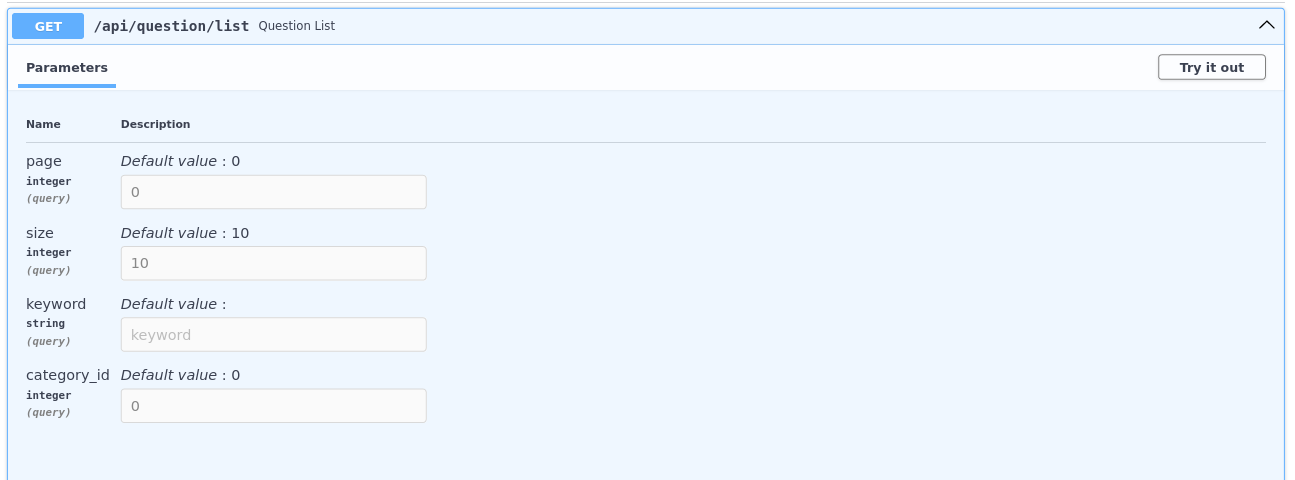 GET /api/question/list Question List
Parameters
Try it out
Name Description
page Default value : 0
integer
(query)
0
size Default value : 10
integer
(query)
10
keyword Default value :
string
(query)
keyword
category_id Default value : 0
integer
(query)
0